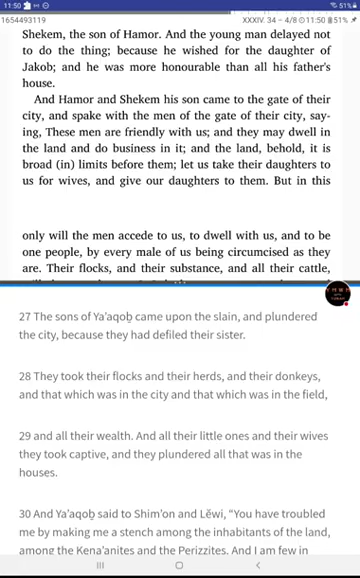 11:50
51%
1654493119
XXXIV. 34 – 4/8 11:50 51%
Shekem, the son of Hamor. And the young man delayed not
to do the thing; because he wished for the daughter of
Jakob; and he was more honourable than all his father's
house.
And Hamor and Shekem his son came to the gate of their
city, and spake with the men of the gate of their city, say-
ing, These men are friendly with us; and they may dwell in
the land and do business in it; and the land, behold, it is
broad (in) limits before them; let us take their daughters to
us for wives, and give our daughters to them. But in this
only will the men accede to us, to dwell with us, and to be
one people, by every male of us being circumcised as they
are. Their flocks, and their substance, and all their cattle,
27 The sons of Ya'aqoḇ came upon the slain, and plundered
the city, because they had defiled their sister.
28 They took their flocks and their herds, and their donkeys,
and that which was in the city and that which was in the field,
29 and all their wealth. And all their little ones and their wives
they took captive, and they plundered all that was in the
houses.
30 And Ya'aqoḇ said to Shim'on and Lĕwi, “You have troubled
me by making me a stench among the inhabitants of the land,
among the Kena'anites and the Perizzites. And I am few in